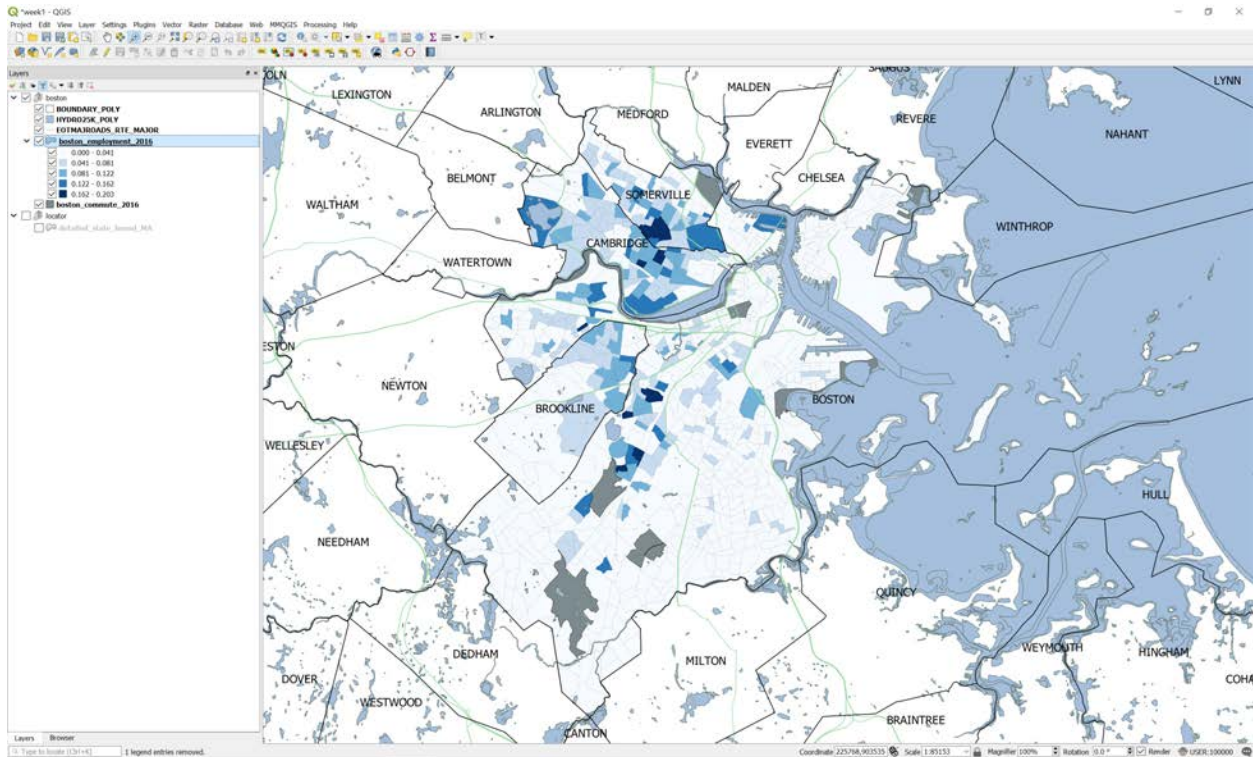 *week1 - QGIS
Project Edit View Layer Settings Plugins Vector Raster Database Web MMQGIS Processing Help
Layers
boston
BOUNDARY_POLY
HYDRO25K_POLY
EOTMAJROADS_RTE_MAJOR
boston_employment_2016
0.000 - 0.041
0.041 - 0.081
0.081 - 0.122
0.122 - 0.162
0.162 - 0.203
boston_commute_2016
locator
detailed_state_bound_MA
OLN
LEXINGTON
ARLINGTON
MEDFORD
MALDEN
SAUGUS
LYNN
REVERE
NAHANT
EVERETT
CHELSEA
BELMONT
SOMERVILLE
WALTHAM
WINTHROP
CAMBRIDGE
WATERTOWN
ESTON
NEWTON
BROOKLINE
BOSTON
WELLESLEY
HULL
NEEDHAM
QUINCY
DEDHAM
MILTON
WEYMOUTH
HINGHAM
DOVER
COHA
WESTWOOD
BRAINTREE
CANTON
Layers Browser
Type to locate (Ctrl+K) 1 legend entries removed. Coordinate 225768,903535 Scale 1:85153 Magnifier 100% Rotation 0.0 ° Render USER:100000